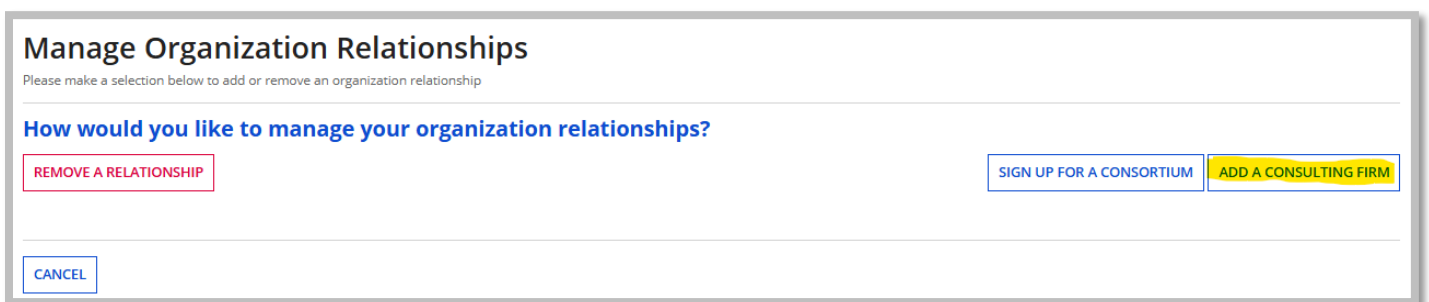 Manage Organization Relationships
Please make a selection below to add or remove an organization relationship
How would you like to manage your organization relationships?
REMOVE A RELATIONSHIP
SIGN UP FOR A CONSORTIUM
ADD A CONSULTING FIRM
CANCEL